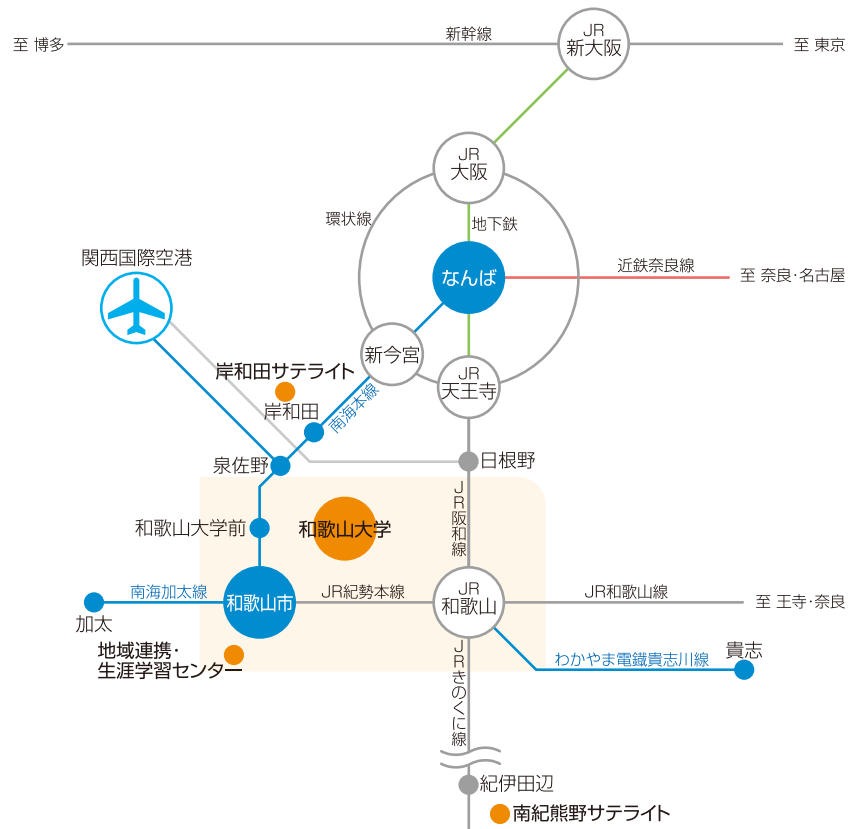 JR
新大阪
新幹線
至 博多
至 東京
JR
大阪
環状線
地下鉄
なんば
近鉄奈良線
至 奈良・名古屋
関西国際空港
新今宮
JR
天王寺
岸和田サテライト
岸和田
南海本線
泉佐野
日根野
JR阪和線
和歌山大学前
和歌山大学
南海加太線
加太
和歌山市
JR紀勢本線
JR
和歌山
JR和歌山線
至 王寺・奈良
地域連携・
生涯学習センター
JRきのくに線
わかやま電鐵貴志川線
貴志
紀伊田辺
南紀熊野サテライト